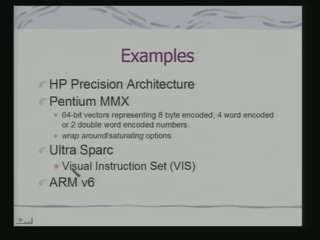 Examples
HP Precision Architecture
Pentium MMX
64-bit vectors representing 8 byte encoded, 4 word encoded
or 2 double word encoded numbers.
wrap around/saturating options.
Ultra Sparc
Visual Instruction Set (VIS)
ARM v6